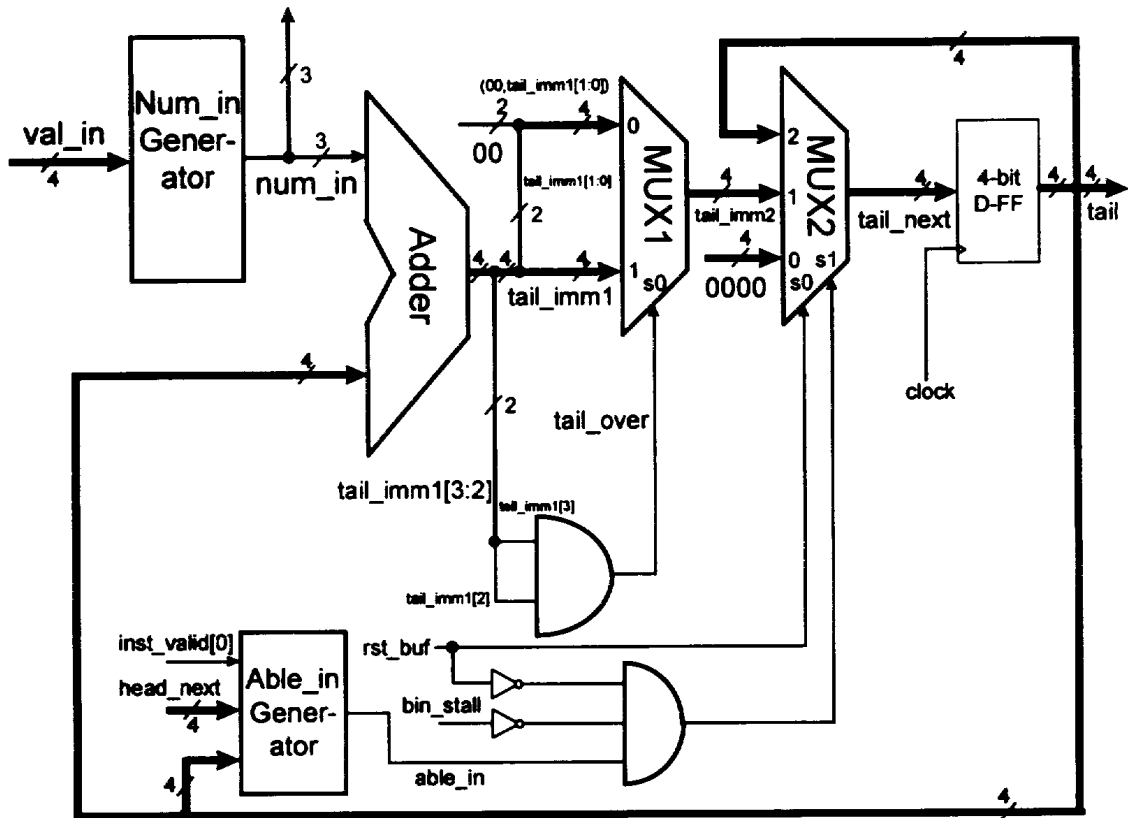 val_in
4
Num_in
Gener-
ator
3
3
num_in
Adder
4
(00,tail_imm1[1:0])
2
00
4
tail_imm1[1:0]
2
4
4
4
tail_imm1
0
MUX1
1
s0
4
tail_imm2
4
0000
4
2
MUX2
1
0
s1
s0
4
tail_next
4-bit
D-FF
clock
4
4
tail
2
tail_over
tail_imm1[3:2]
tail_imm1[3]
tail_imm1[2]
inst_valid[0]
head_next
4
Able_in
Gener-
ator
4
rst_buf
bin_stall
able_in
4